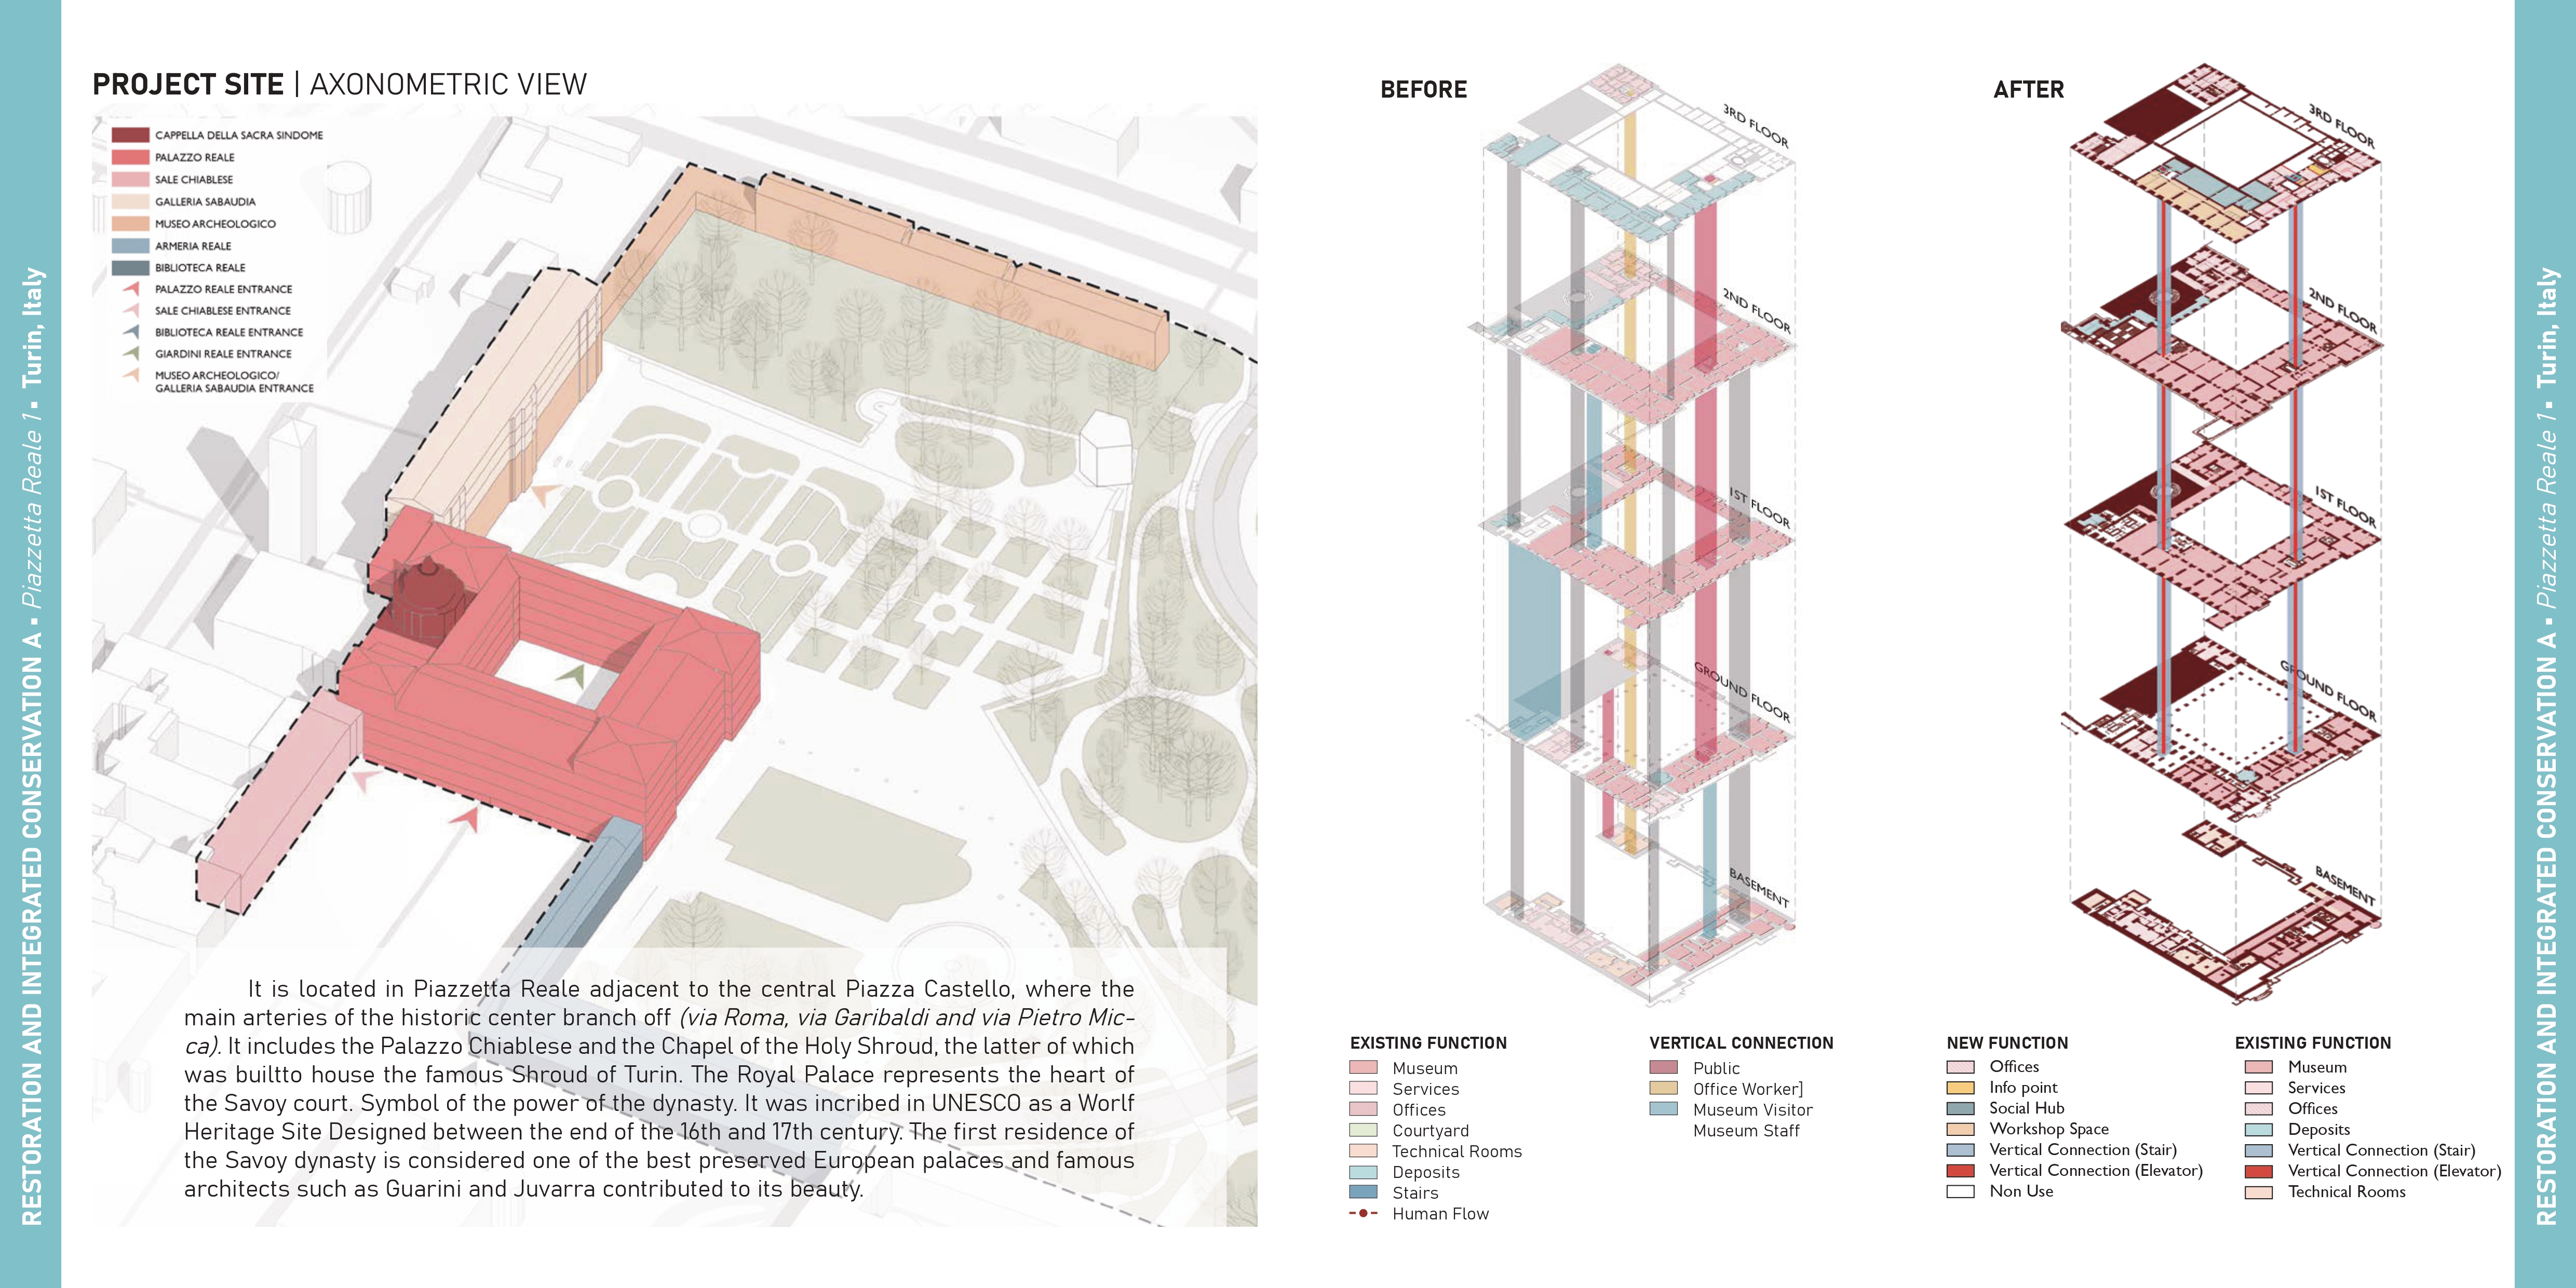 RESTORATION AND INTEGRATED CONSERVATION A ▪ Piazzetta Reale 1 ▪ Turin, Italy
PROJECT SITE | AXONOMETRIC VIEW
CAPPELLA DELLA SACRA SINDOME
PALAZZO REALE
SALE CHIABLESE
GALLERIA SABAUDIA
MUSEO ARCHEOLOGICO
ARMERIA REALE
BIBLIOTECA REALE
PALAZZO REALE ENTRANCE
SALE CHIABLESE ENTRANCE
BIBLIOTECA REALE ENTRANCE
GIARDINI REALE ENTRANCE
MUSEO ARCHEOLOGICO/
GALLERIA SABAUDIA ENTRANCE
It is located in Piazzetta Reale adjacent to the central Piazza Castello, where the
main arteries of the historic center branch off (via Roma, via Garibaldi and via Pietro Mic-
ca). It includes the Palazzo Chiablese and the Chapel of the Holy Shroud, the latter of which
was builtto house the famous Shroud of Turin. The Royal Palace represents the heart of
the Savoy court. Symbol of the power of the dynasty. It was incribed in UNESCO as a Worlf
Heritage Site Designed between the end of the 16th and 17th century. The first residence of
the Savoy dynasty is considered one of the best preserved European palaces and famous
architects such as Guarini and Juvarra contributed to its beauty.
BEFORE
3RD FLOOR
2ND FLOOR
1ST FLOOR
GROUND FLOOR
BASEMENT
EXISTING FUNCTION
Museum
Services
Offices
Courtyard
Technical Rooms
Deposits
Stairs
Human Flow
VERTICAL CONNECTION
Public
Office Worker]
Museum Visitor
Museum Staff
AFTER
3RD FLOOR
2ND FLOOR
1ST FLOOR
GROUND FLOOR
BASEMENT
NEW FUNCTION
Offices
Info point
Social Hub
Workshop Space
Vertical Connection (Stair)
Vertical Connection (Elevator)
Non Use
EXISTING FUNCTION
Museum
Services
Offices
Deposits
Vertical Connection (Stair)
Vertical Connection (Elevator)
Technical Rooms
RESTORATION AND INTEGRATED CONSERVATION A ▪ Piazzetta Reale 1 ▪ Turin, Italy